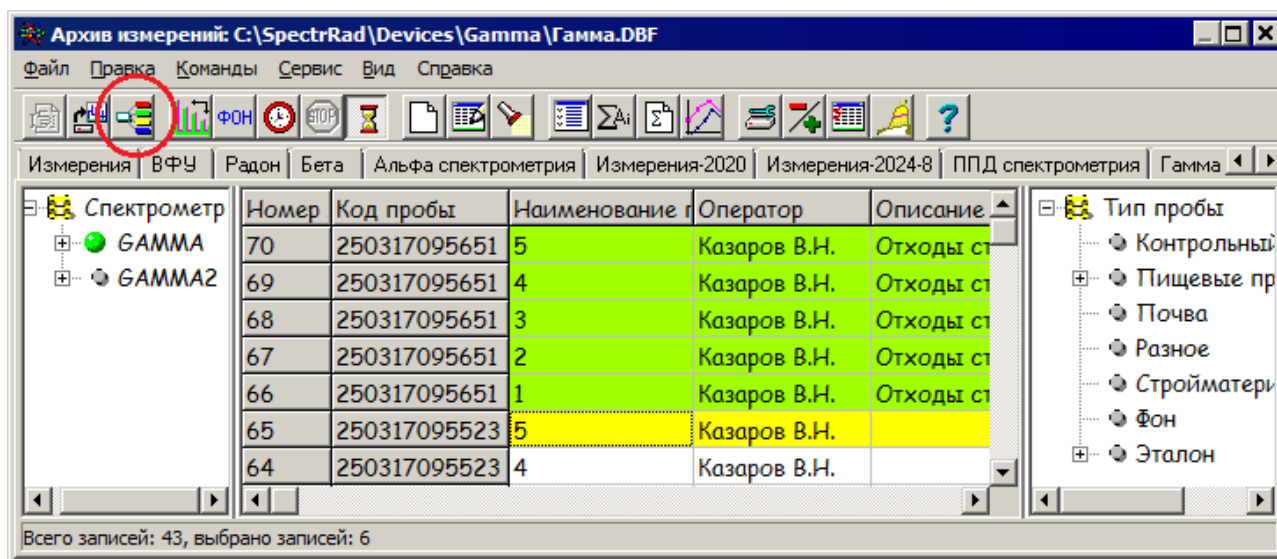 Архив измерений: C:\SpectrRad\Devices\Gamma\Гамма.DBF
Файл Правка Команды Сервис Вид Справка
ФОН STOP ΣAi Σ ?
Измерения ВФУ Радон Бета Альфа спектрометрия Измерения-2020 Измерения-2024-8 ППД спектрометрия Гамма
Спектрометр
GAMMA
GAMMA2
Номер Код пробы Наименование п Оператор Описание
70 250317095651 5 Казаров В.Н. Отходы ст
69 250317095651 4 Казаров В.Н. Отходы ст
68 250317095651 3 Казаров В.Н. Отходы ст
67 250317095651 2 Казаров В.Н. Отходы ст
66 250317095651 1 Казаров В.Н. Отходы ст
65 250317095523 5 Казаров В.Н.
64 250317095523 4 Казаров В.Н.
Тип пробы
Контрольный
Пищевые пр
Почва
Разное
Стройматери
Фон
Эталон
Всего записей: 43, выбрано записей: 6